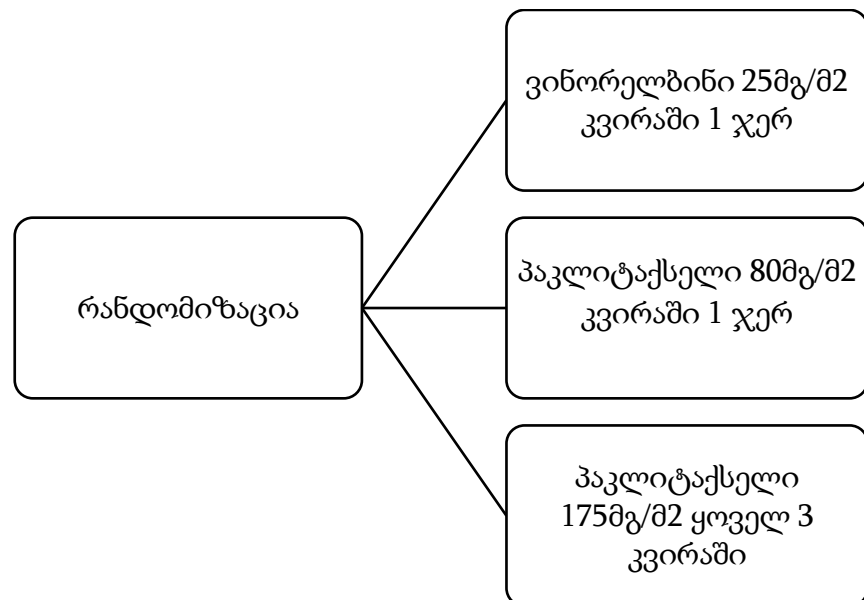 რანდომიზაცია
ვინორელბინი 25მგ/მ2
კვირაში 1 ჯერ
პაკლიტაქსელი 80მგ/მ2
კვირაში 1 ჯერ
პაკლიტაქსელი
175მგ/მ2 ყოველ 3
კვირაში